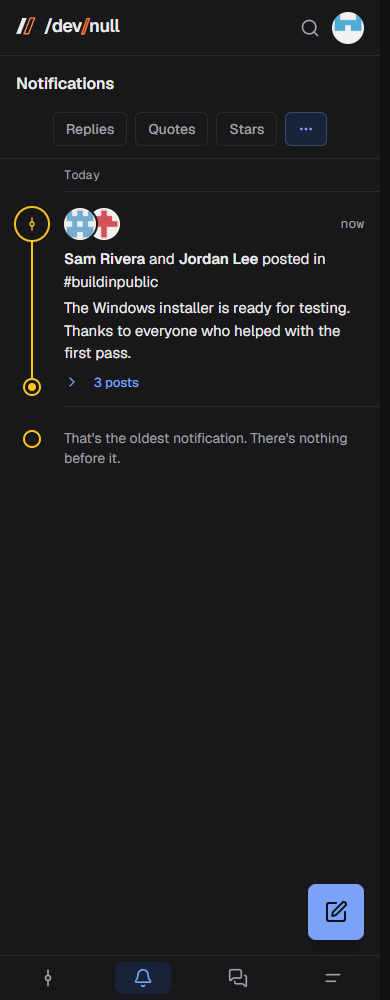 /dev//null
Notifications
Replies
Quotes
Stars
Today
now
Sam Rivera and Jordan Lee posted in
#buildinpublic
The Windows installer is ready for testing.
Thanks to everyone who helped with the
first pass.
3 posts
That's the oldest notification. There's nothing
before it.